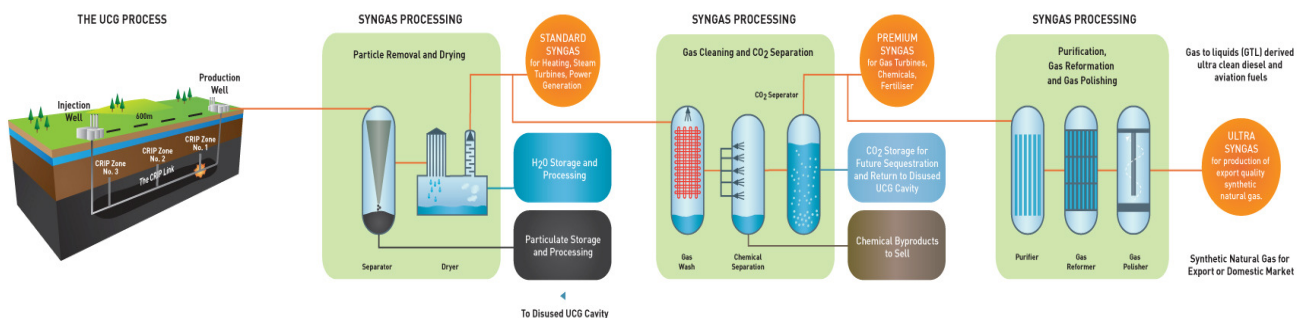 THE UCG PROCESS
Production
Well
Injection
Well
600m
CRIP Zone
No. 1
CRIP Zone
No. 2
CRIP Zone
No. 3
The CRIP Link
SYNGAS PROCESSING
Particle Removal and Drying
Separator
Dryer
STANDARD
SYNGAS
for Heating, Steam
Turbines, Power
Generation
H2O Storage and
Processing
Particulate Storage
and Processing
To Disused UCG Cavity
SYNGAS PROCESSING
Gas Cleaning and CO2 Separation
CO2 Seperator
Gas
Wash
Chemical
Separation
PREMIUM
SYNGAS
for Gas Turbines,
Chemicals,
Fertiliser
CO2 Storage for
Future Sequestration
and Return to Disused
UCG Cavity
Chemical Byproducts
to Sell
SYNGAS PROCESSING
Purification,
Gas Reformation
and Gas Polishing
Purifier
Gas
Reformer
Gas
Polisher
Gas to liquids (GTL) derived
ultra clean diesel and
aviation fuels
ULTRA
SYNGAS
for production of
export quality
synthetic
natural gas.
Synthetic Natural Gas for
Export or Domestic Market